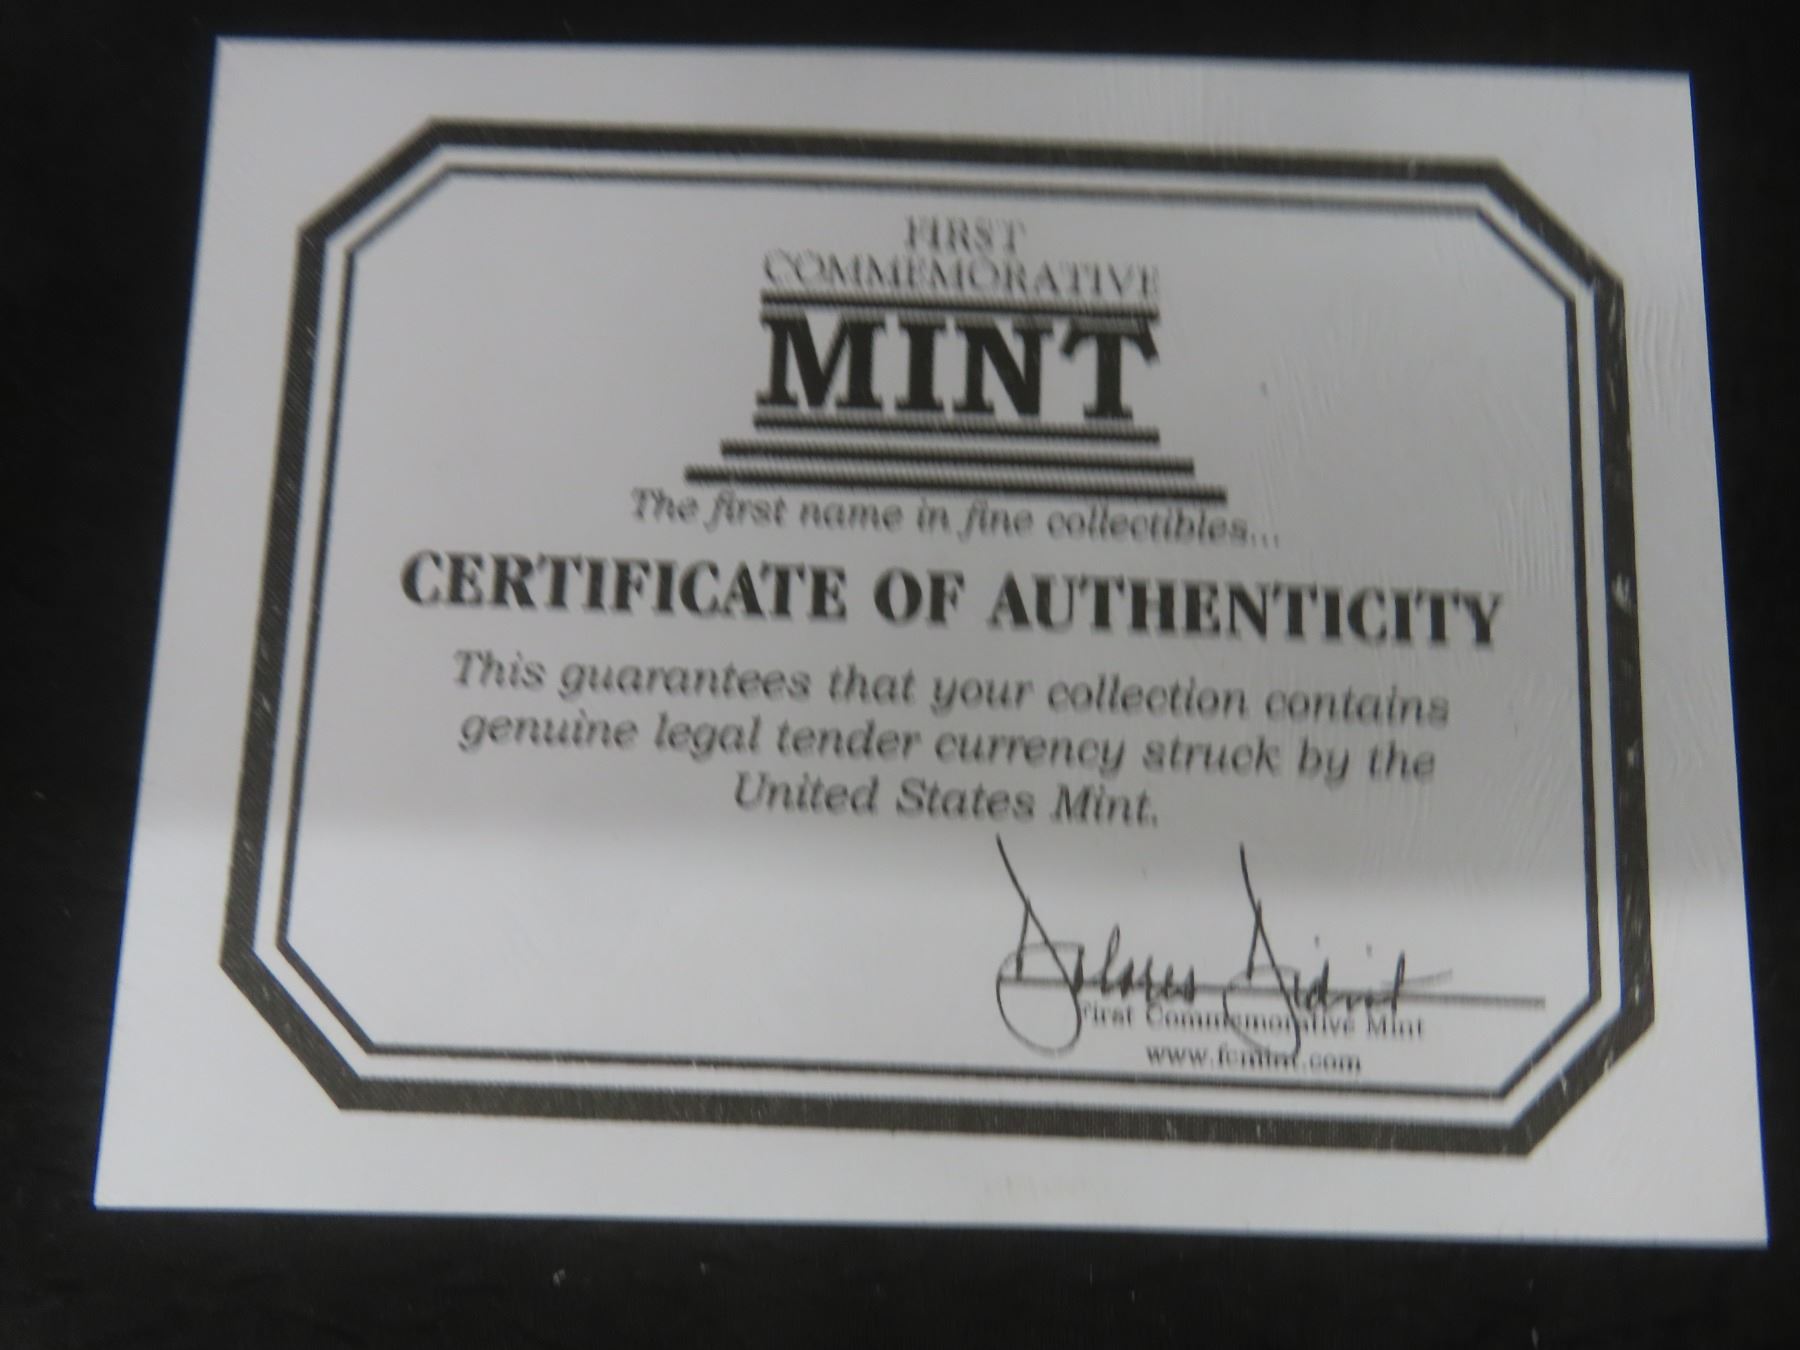 FIRST
COMMEMORATIVE
MINT
The first name in fine collectibles...
CERTIFICATE OF AUTHENTICITY
This guarantees that your collection contains
genuine legal tender currency struck by the
United States Mint.
First Commemorative Mint
www.fcmint.com